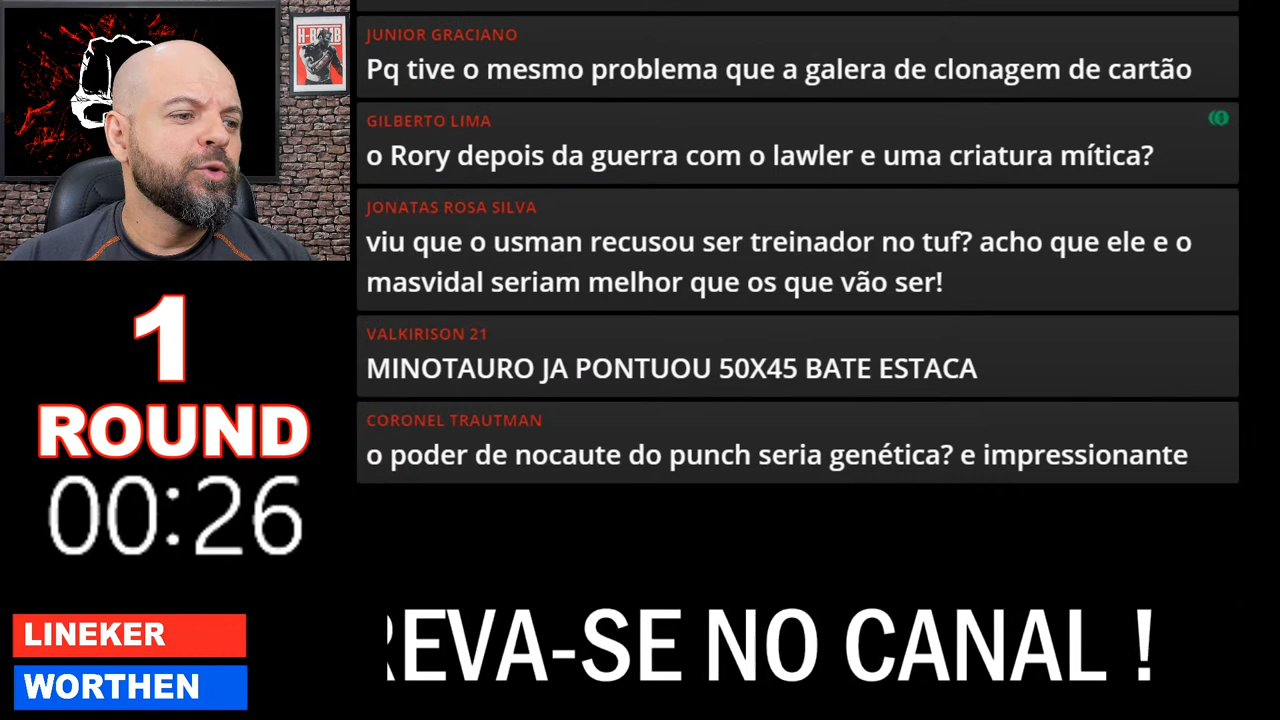 H-BOMB
JUNIOR GRACIANO
Pq tive o mesmo problema que a galera de clonagem de cartão
GILBERTO LIMA
o Rory depois da guerra com o lawler e uma criatura mítica?
JONATAS ROSA SILVA
viu que o usman recusou ser treinador no tuf? acho que ele e o
masvidal seriam melhor que os que vão ser!
VALKIRISON 21
MINOTAURO JA PONTUOU 50X45 BATE ESTACA
CORONEL TRAUTMAN
o poder de nocaute do punch seria genética? e impressionante
1
ROUND
00:26
LINEKER
WORTHEN
REVA-SE NO CANAL !